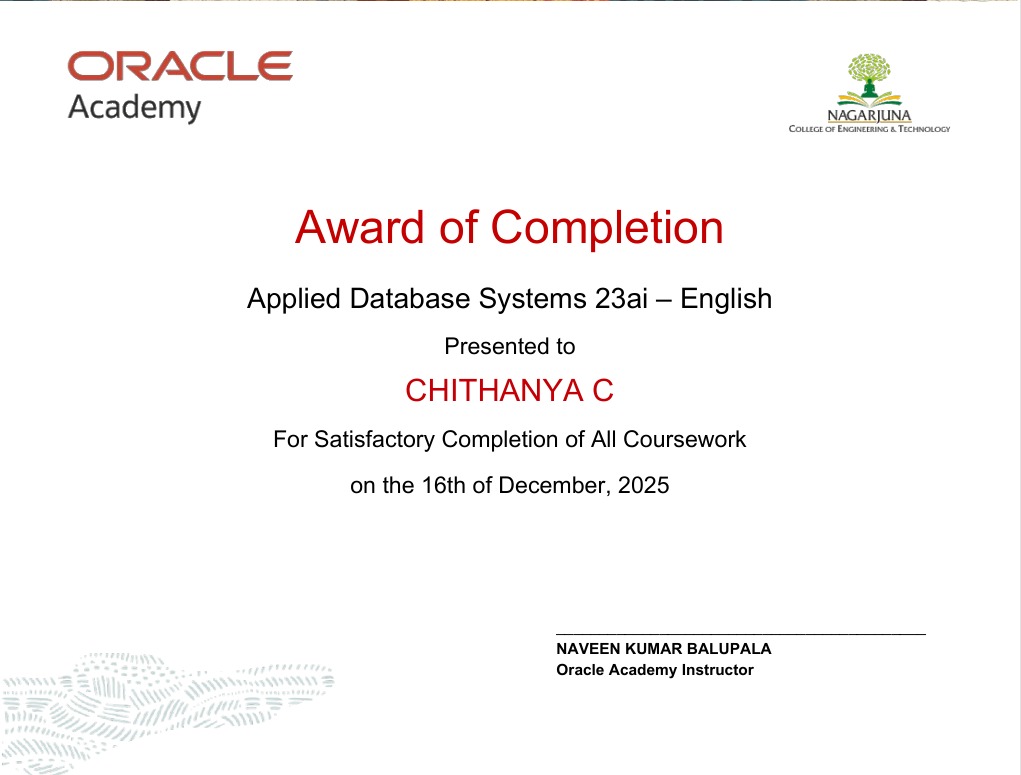 ORACLE
Academy
NAGARJUNA
COLLEGE OF ENGINEERING & TECHNOLOGY
Award of Completion
Applied Database Systems 23ai – English
Presented to
CHITHANYA C
For Satisfactory Completion of All Coursework
on the 16th of December, 2025
NAVEEN KUMAR BALUPALA
Oracle Academy Instructor